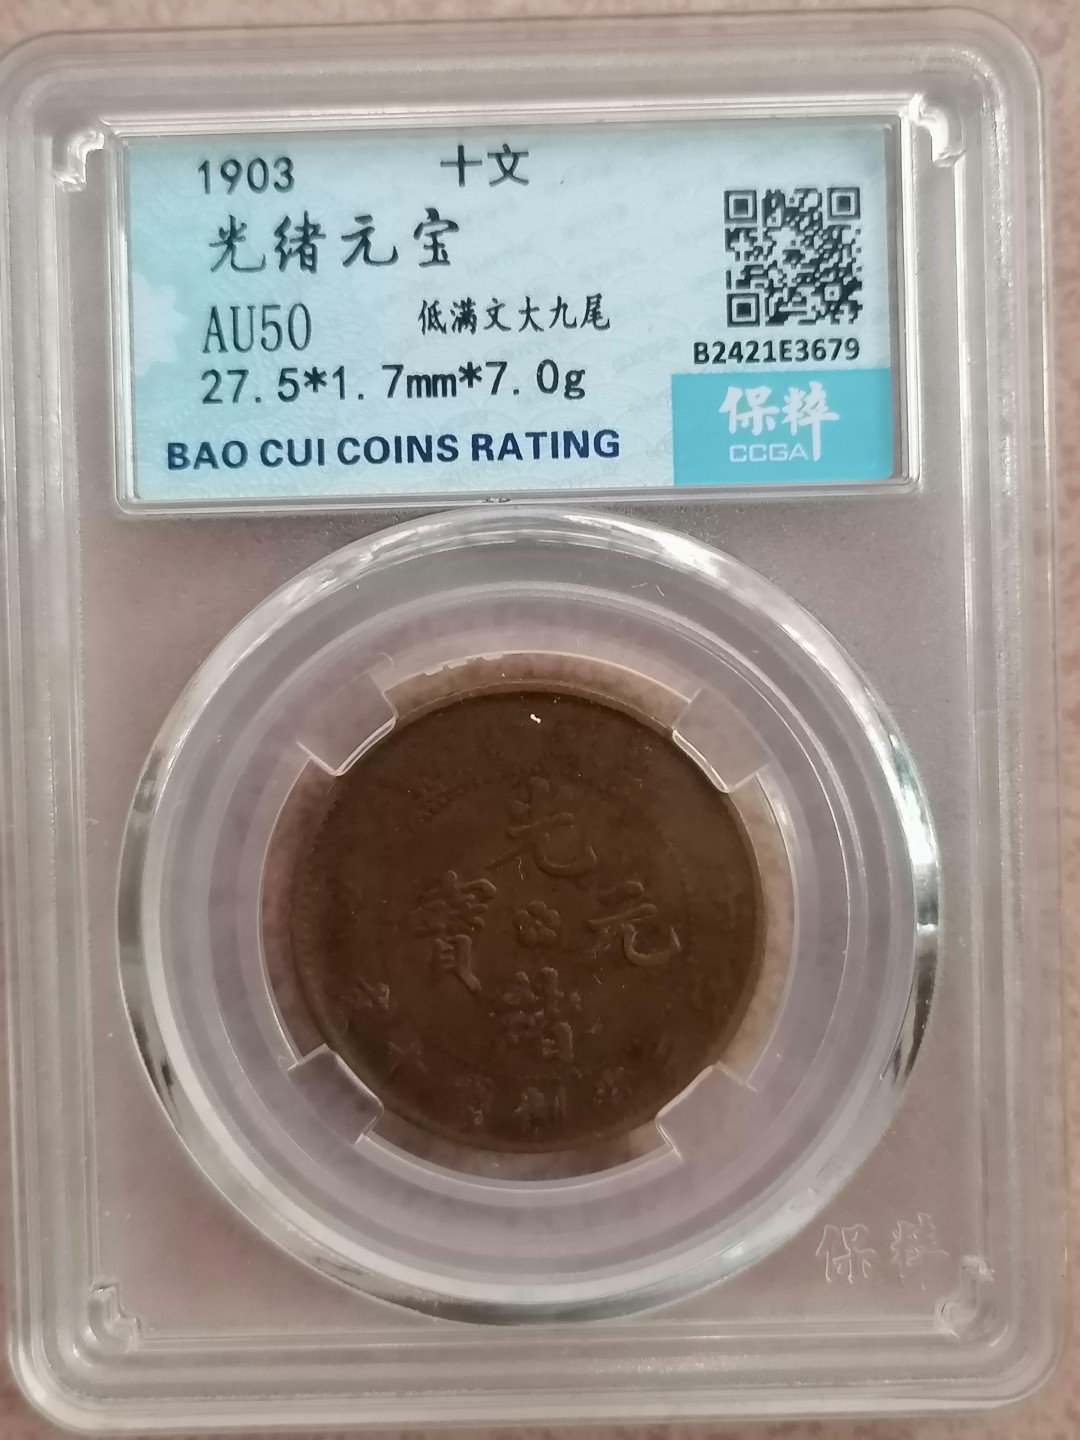 1903 十文
光绪元宝
AU50 低满文大九尾
27.5*1.7mm*7.0g
BAO CUI COINS RATING
B2421E3679
保粹
CCGA
光
寶 元
緒
保粹